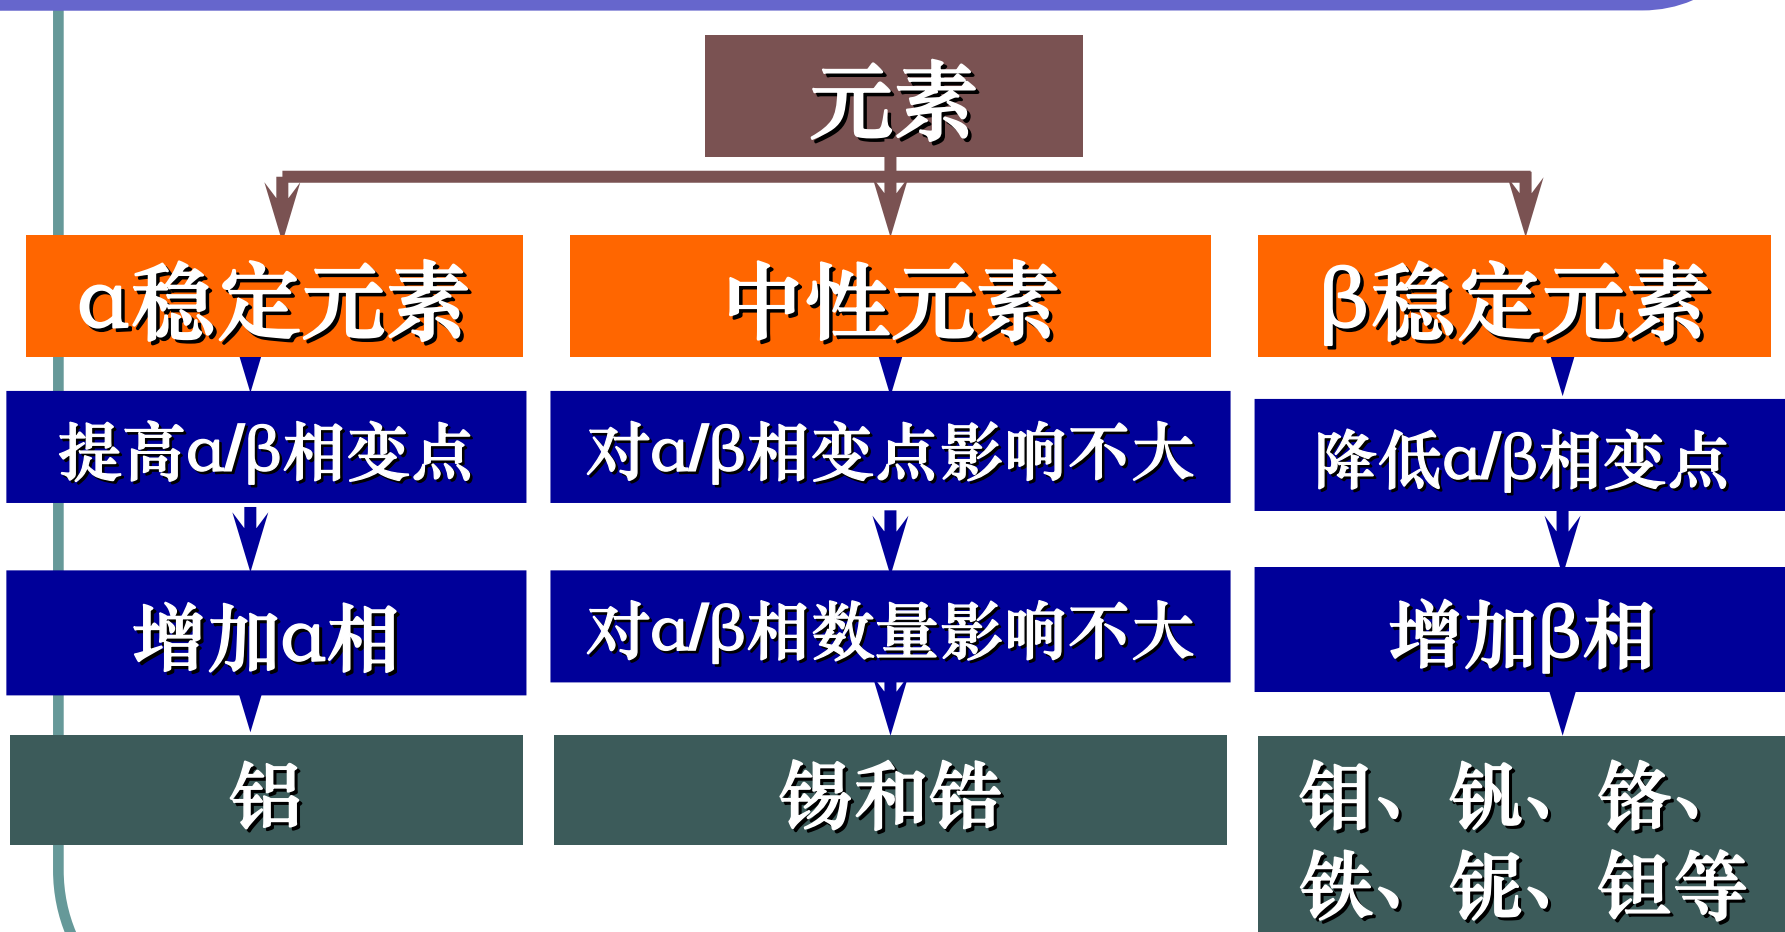 元素
α稳定元素
中性元素
β稳定元素
提高α/β相变点
对α/β相变点影响不大
降低α/β相变点
增加α相
对α/β相数量影响不大
增加β相
铝
锡和锆
钼、钒、铬、
铁、铌、钽等